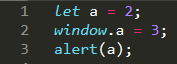 1 let a = 2;
2 window.a = 3;
3 alert(a);